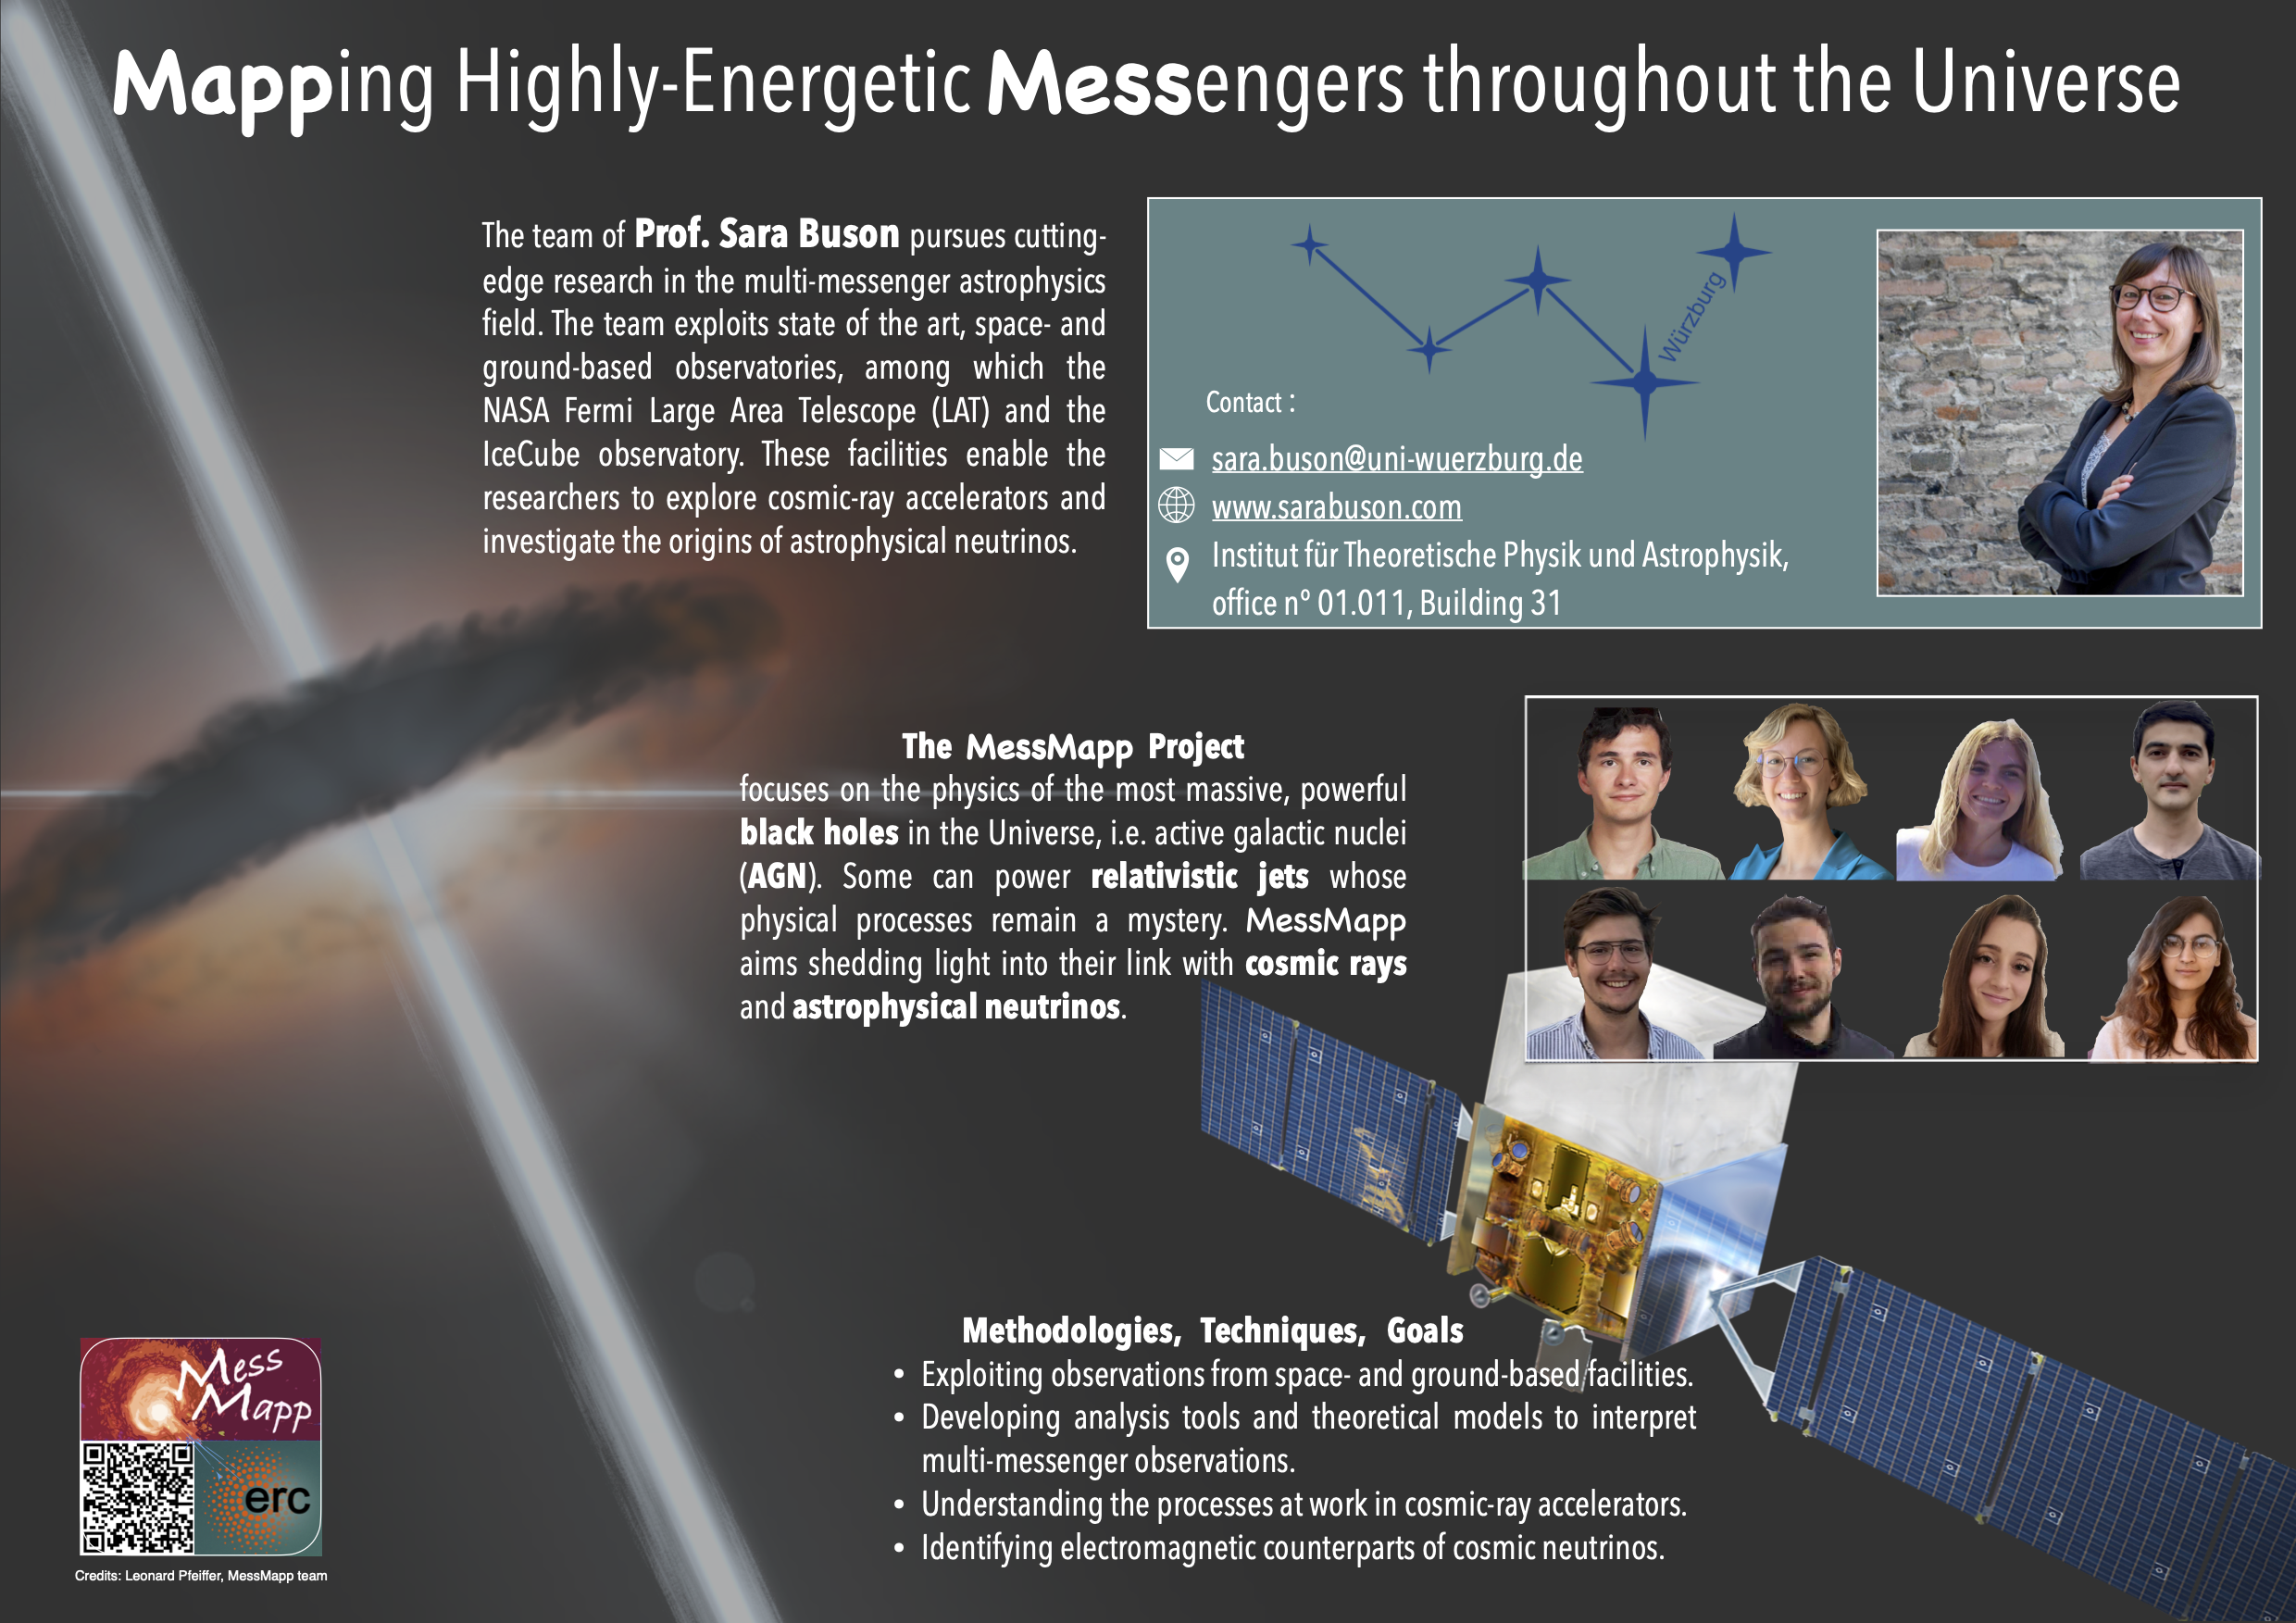 Mapping Highly-Energetic Messengers throughout the Universe
The team of Prof. Sara Buson pursues cutting-
edge research in the multi-messenger astrophysics
field. The team exploits state of the art, space- and
ground-based observatories, among which the
NASA Fermi Large Area Telescope (LAT) and the
IceCube observatory. These facilities enable the
researchers to explore cosmic-ray accelerators and
investigate the origins of astrophysical neutrinos.
Würzburg
Contact :
sara.buson@uni-wuerzburg.de
www.sarabuson.com
Institut für Theoretische Physik und Astrophysik,
office nº 01.011, Building 31
The MessMapp Project
focuses on the physics of the most massive, powerful
black holes in the Universe, i.e. active galactic nuclei
(AGN). Some can power relativistic jets whose
physical processes remain a mystery. MessMapp
aims shedding light into their link with cosmic rays
and astrophysical neutrinos.
Methodologies, Techniques, Goals
• Exploiting observations from space- and ground-based facilities.
• Developing analysis tools and theoretical models to interpret
multi-messenger observations.
• Understanding the processes at work in cosmic-ray accelerators.
• Identifying electromagnetic counterparts of cosmic neutrinos.
Mess
Mapp
erc
Credits: Leonard Pfeiffer, MessMapp team